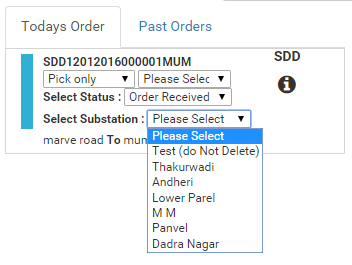 Todays Order
Past Orders
SDD12012016000001MUM
SDD
Pick only
Please Selec
Select Status : Order Received
Select Substation : Please Select
marve road To mum
Please Select
Test (do Not Delete)
Thakurwadi
Andheri
Lower Parel
M M
Panvel
Dadra Nagar